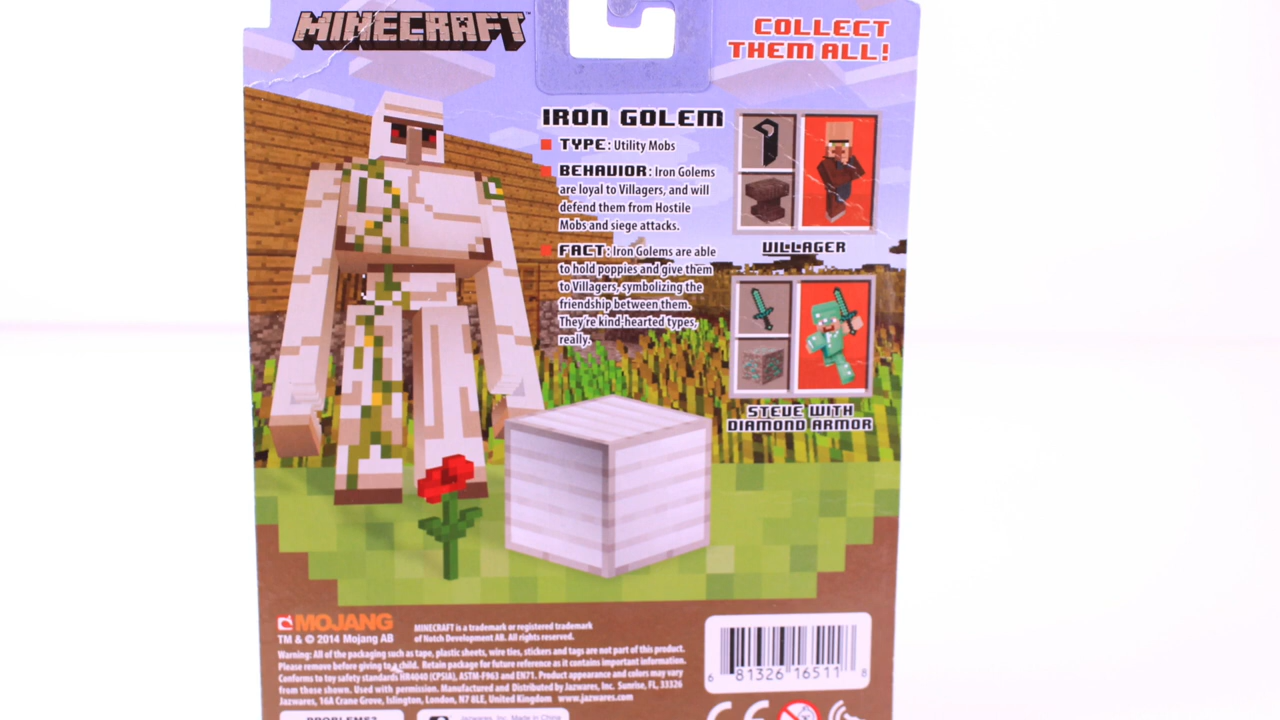 MINECRAFT
COLLECT
THEM ALL!
IRON GOLEM
TYPE: Utility Mobs
BEHAVIOR: Iron Golems
are loyal to Villagers, and will
defend them from Hostile
Mobs and siege attacks.
FACT: Iron Golems are able
to hold poppies and give them
to Villagers, symbolizing the
friendship between them.
They're kind-hearted types,
really.
VILLAGER
STEVE WITH
DIAMOND ARMOR
MOJANG
TM & © 2014 Mojang AB
MINECRAFT is a trademark or registered trademark
of Notch Development AB. All rights reserved.
Warning: All of the packaging such as tape, plastic sheets, wire ties, stickers and tags are not part of this product.
Please remove before giving to a child. Retain package for future reference as it contains important information.
Conforms to toy safety standards HR4040 (CPSIA), ASTM-F963 and EN71. Product appearance and colors may vary
from those shown. Used with permission. Manufactured and Distributed by Jazwares, Inc. Sunrise, FL, 33326
Jazwares, 16A Crane Grove, Islington, London, N7 8LE, United Kingdom www.jazwares.com
6 81326 16511 8
PROBLEMS?
Jazwares, Inc. Made in China
CE